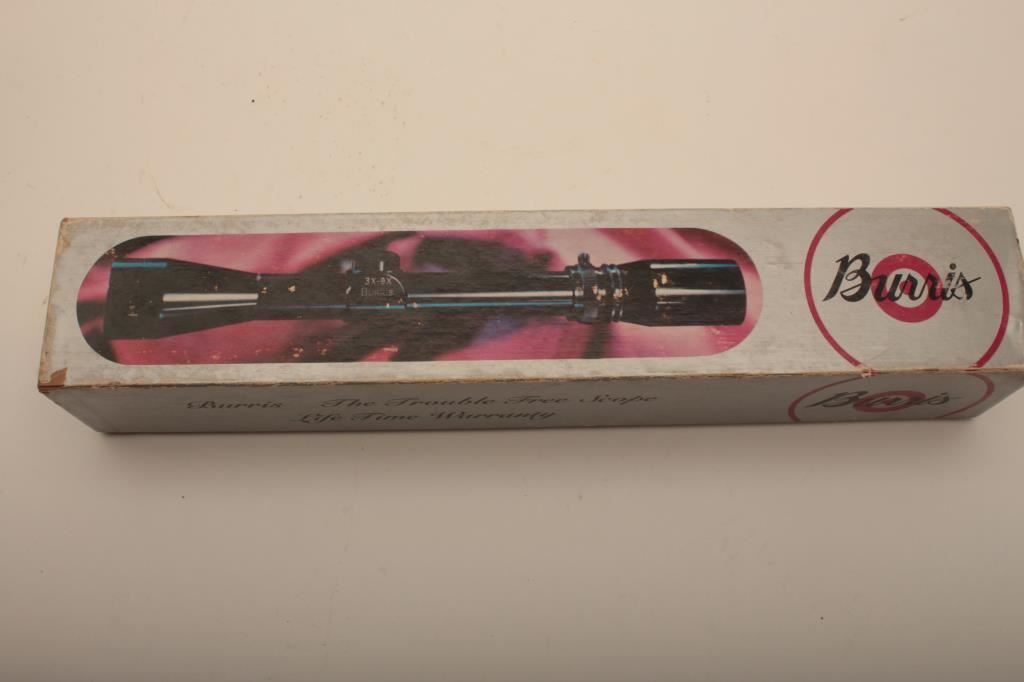 3X-9X
Burris
Burris
Burris The Trouble Free Scope
Life Time Warranty
Burris